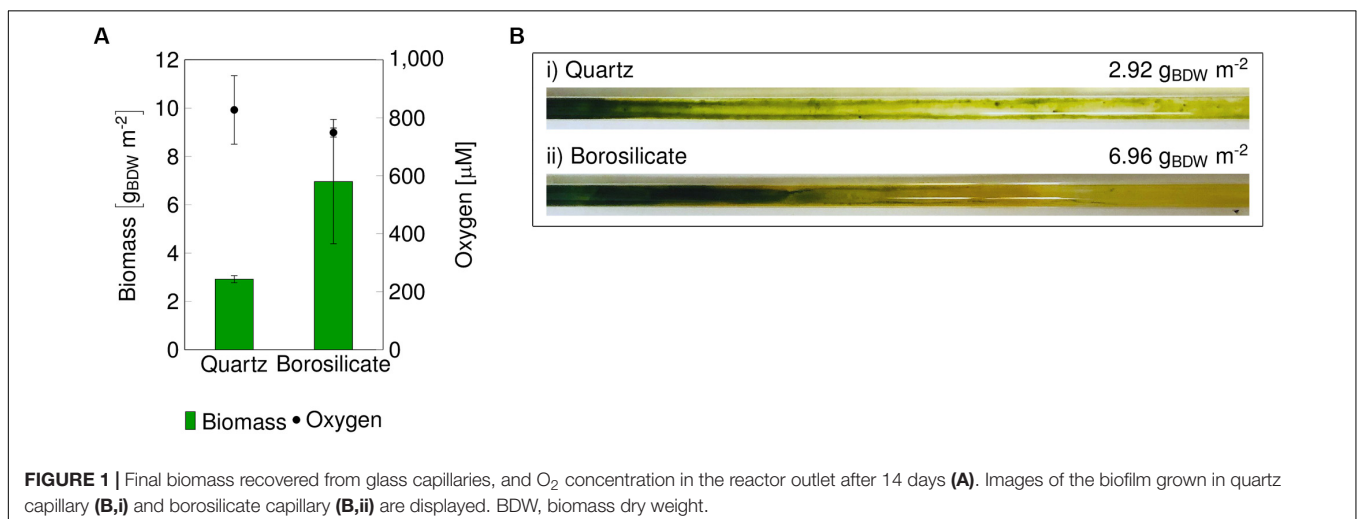 A
B
12
10
8
6
4
2
0
Biomass [gBDW m-2]
1,000
800
600
400
200
0
Oxygen [µM]
Quartz Borosilicate
Biomass • Oxygen
i) Quartz 2.92 gBDW m-2
ii) Borosilicate 6.96 gBDW m-2
FIGURE 1 | Final biomass recovered from glass capillaries, and O2 concentration in the reactor outlet after 14 days (A). Images of the biofilm grown in quartz
capillary (B,i) and borosilicate capillary (B,ii) are displayed. BDW, biomass dry weight.